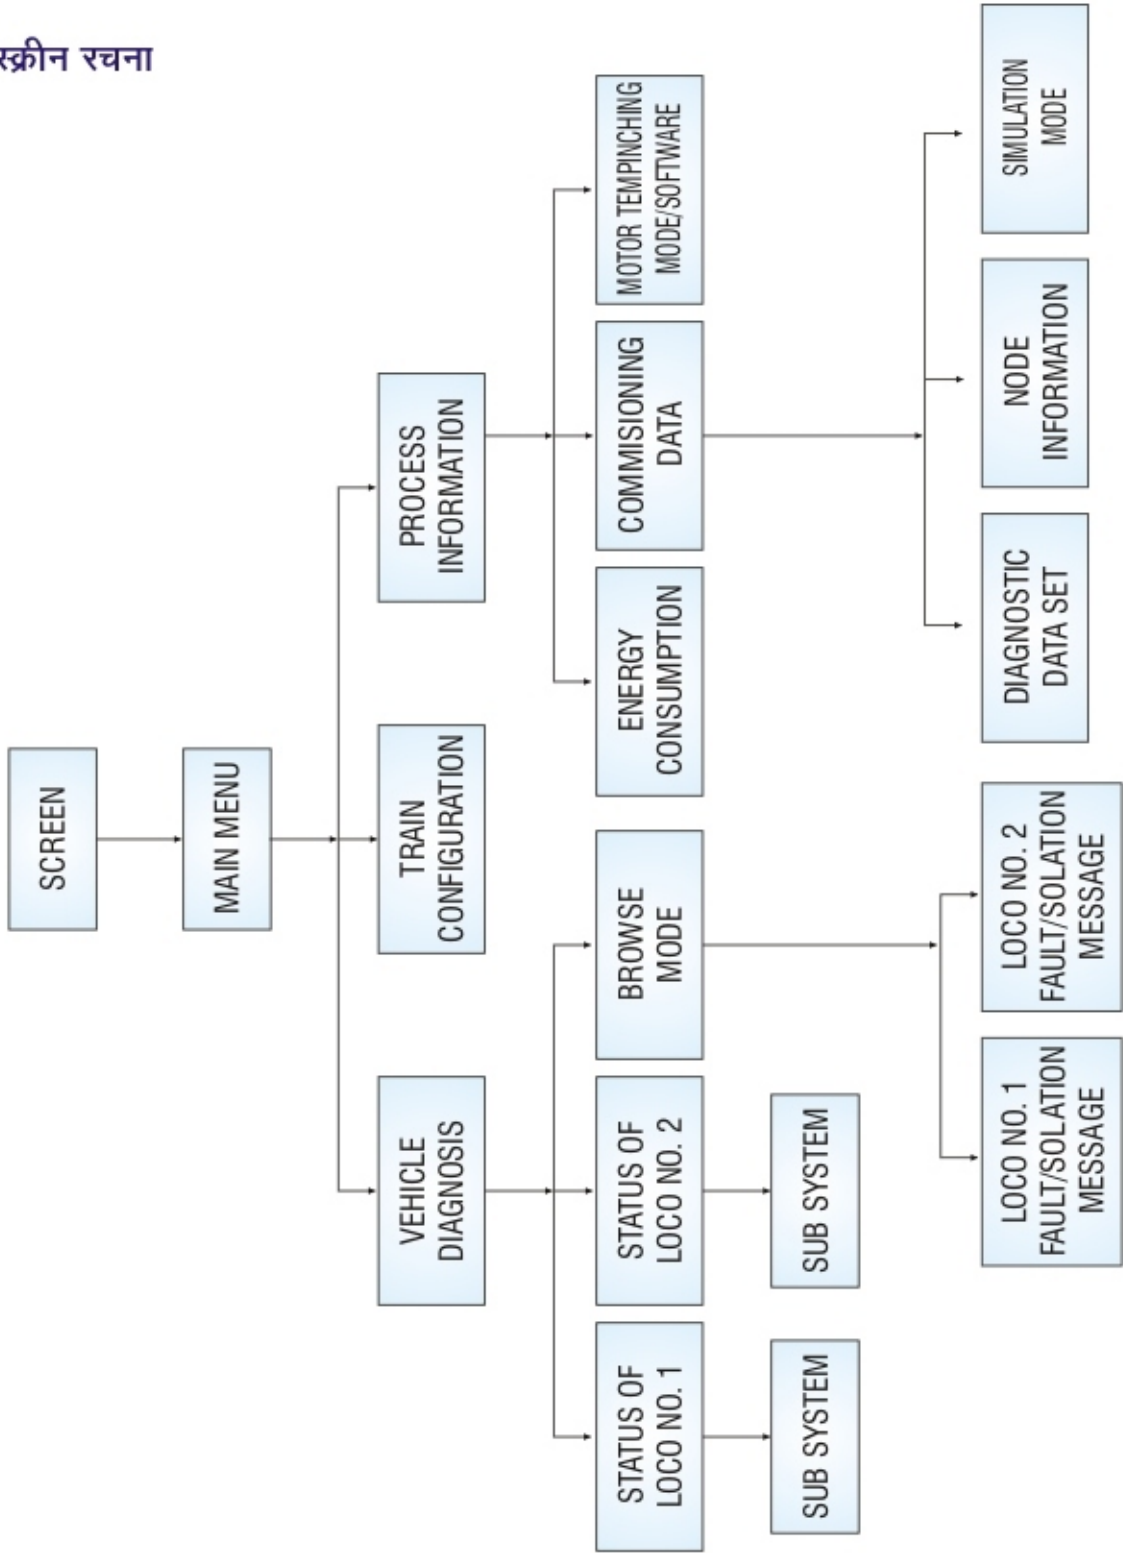 स्क्रीन रचना
SCREEN
MAIN MENU
VEHICLE
DIAGNOSIS
TRAIN
CONFIGURATION
PROCESS
INFORMATION
STATUS OF
LOCO NO. 1
STATUS OF
LOCO NO. 2
BROWSE
MODE
ENERGY
CONSUMPTION
COMMISIONING
DATA
MOTOR TEMPINCHING
MODE/SOFTWARE
SUB SYSTEM
SUB SYSTEM
LOCO NO. 1
FAULT/SOLATION
MESSAGE
LOCO NO. 2
FAULT/SOLATION
MESSAGE
DIAGNOSTIC
DATA SET
NODE
INFORMATION
SIMULATION
MODE